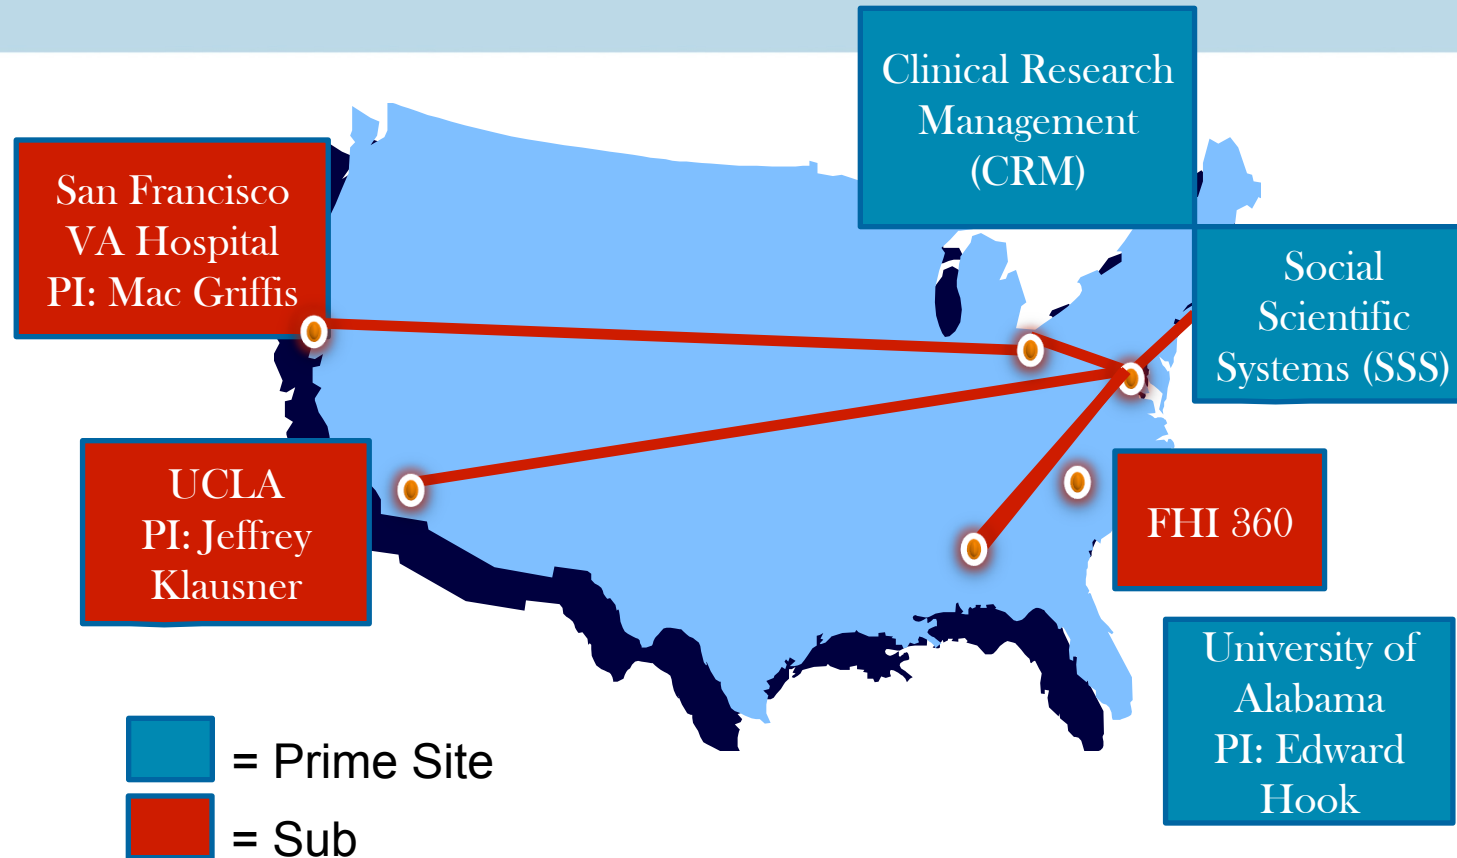 Clinical Research
Management
(CRM)
San Francisco
VA Hospital
PI: Mac Griffis
Social
Scientific
Systems (SSS)
UCLA
PI: Jeffrey
Klausner
FHI 360
University of
Alabama
PI: Edward
Hook
= Prime Site
= Sub